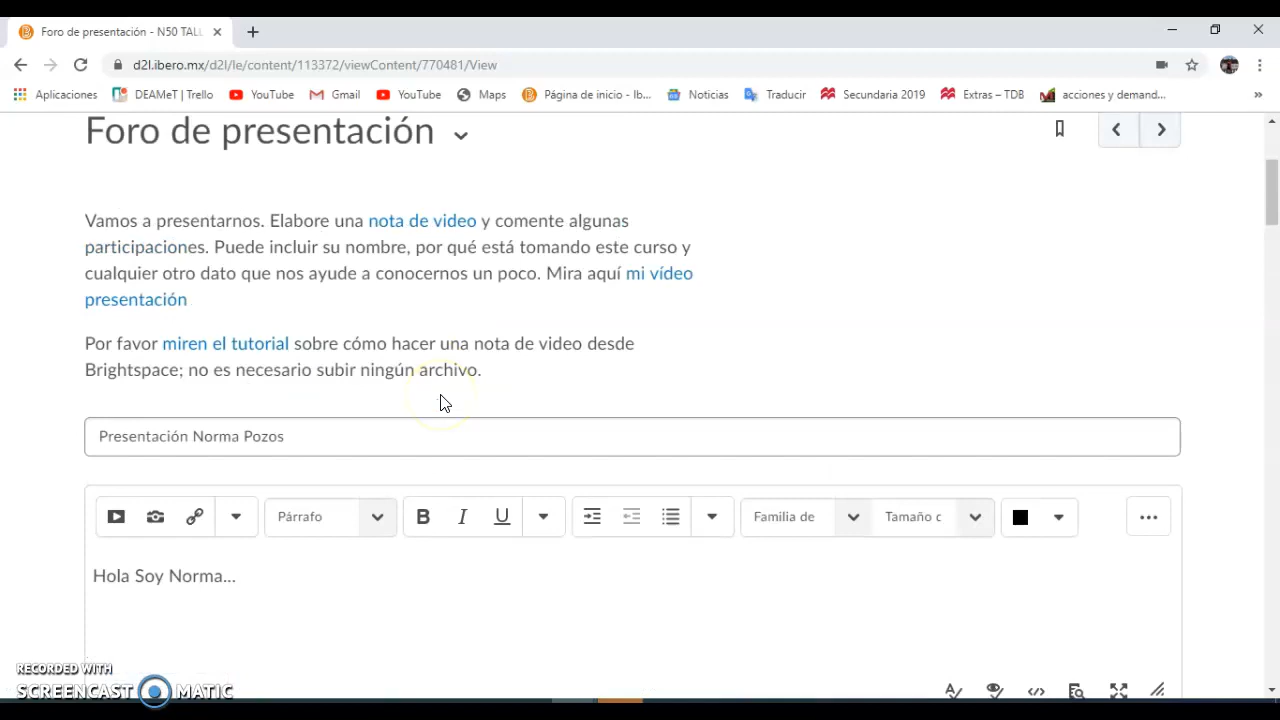 Foro de presentación - N50 TALL
d2l.ibero.mx/d2l/le/content/113372/viewContent/770481/View
Aplicaciones DEAMeT | Trello YouTube Gmail YouTube Maps Página de inicio - Ib... Noticias Traducir Secundaria 2019 Extras – TDB acciones y demand... »
Foro de presentación
Vamos a presentarnos. Elabore una nota de video y comente algunas
participaciones. Puede incluir su nombre, por qué está tomando este curso y
cualquier otro dato que nos ayude a conocernos un poco. Mira aquí mi vídeo
presentación
Por favor miren el tutorial sobre cómo hacer una nota de video desde
Brightspace; no es necesario subir ningún archivo.
Presentación Norma Pozos
Párrafo B I U Familia de Tamaño c
Hola Soy Norma...
RECORDED WITH
SCREENCAST MATIC